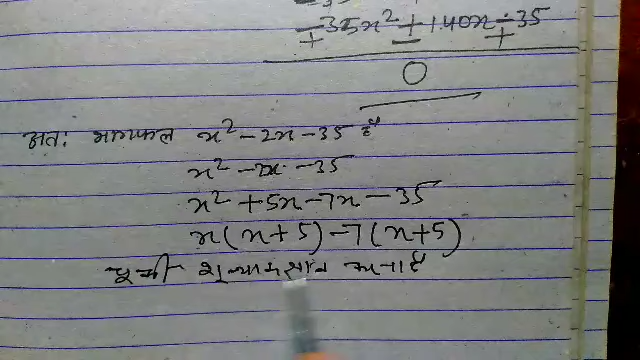 -35x² + 140x - 35
+ - +
0
अतः भागफल x² - 2x - 35 है
x² - 2x - 35
x² + 5x - 7x - 35
x(x+5) - 7(x+5)
चूकी शून्यांक